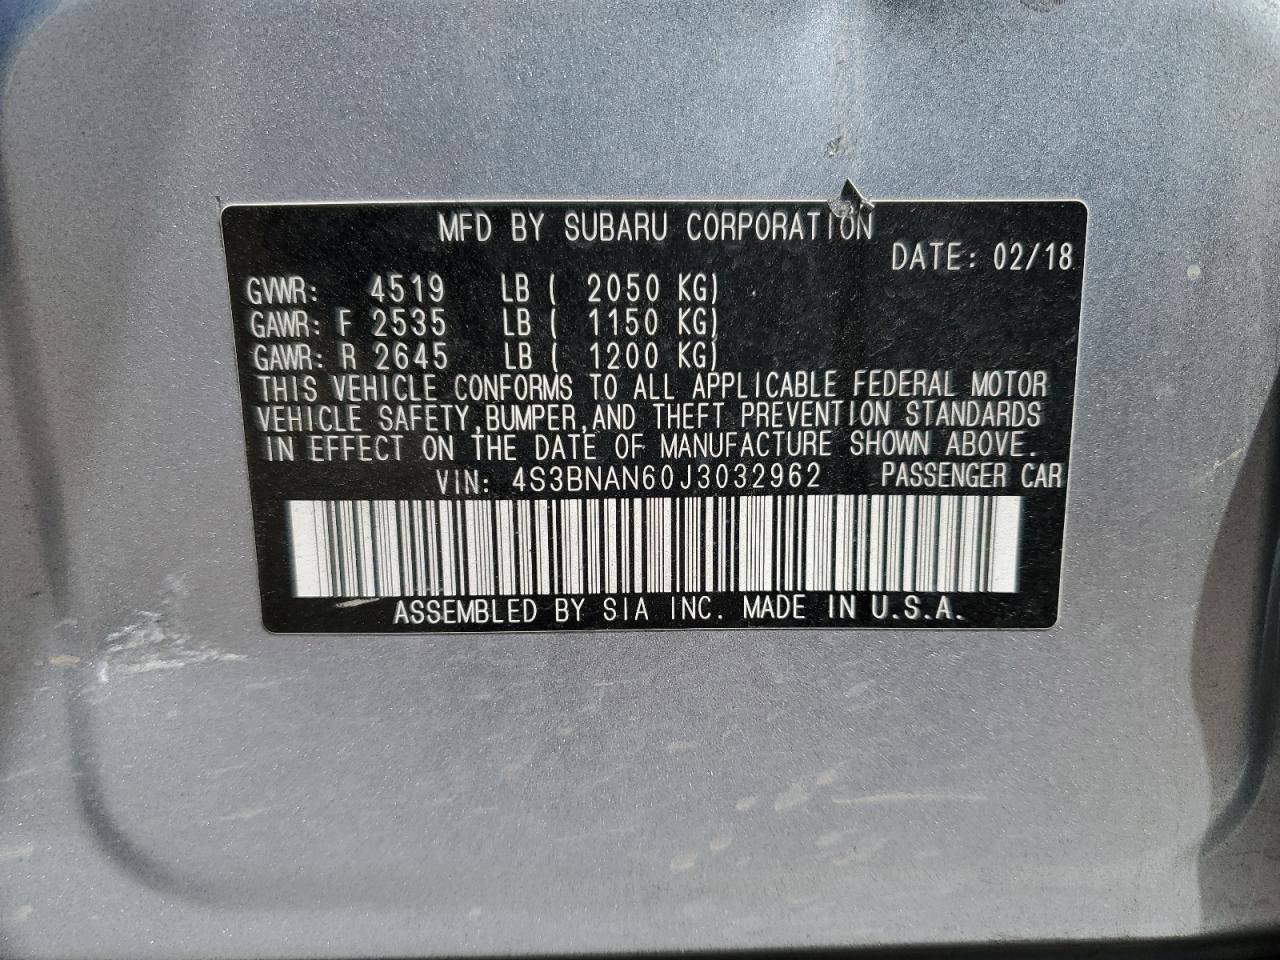 MFD BY SUBARU CORPORATION
DATE: 02/18
GVWR: 4519 LB ( 2050 KG)
GAWR: F 2535 LB ( 1150 KG)
GAWR: R 2645 LB ( 1200 KG)
THIS VEHICLE CONFORMS TO ALL APPLICABLE FEDERAL MOTOR
VEHICLE SAFETY,BUMPER,AND THEFT PREVENTION STANDARDS
IN EFFECT ON THE DATE OF MANUFACTURE SHOWN ABOVE.
VIN: 4S3BNAN60J3032962 PASSENGER CAR
ASSEMBLED BY SIA INC. MADE IN U.S.A.